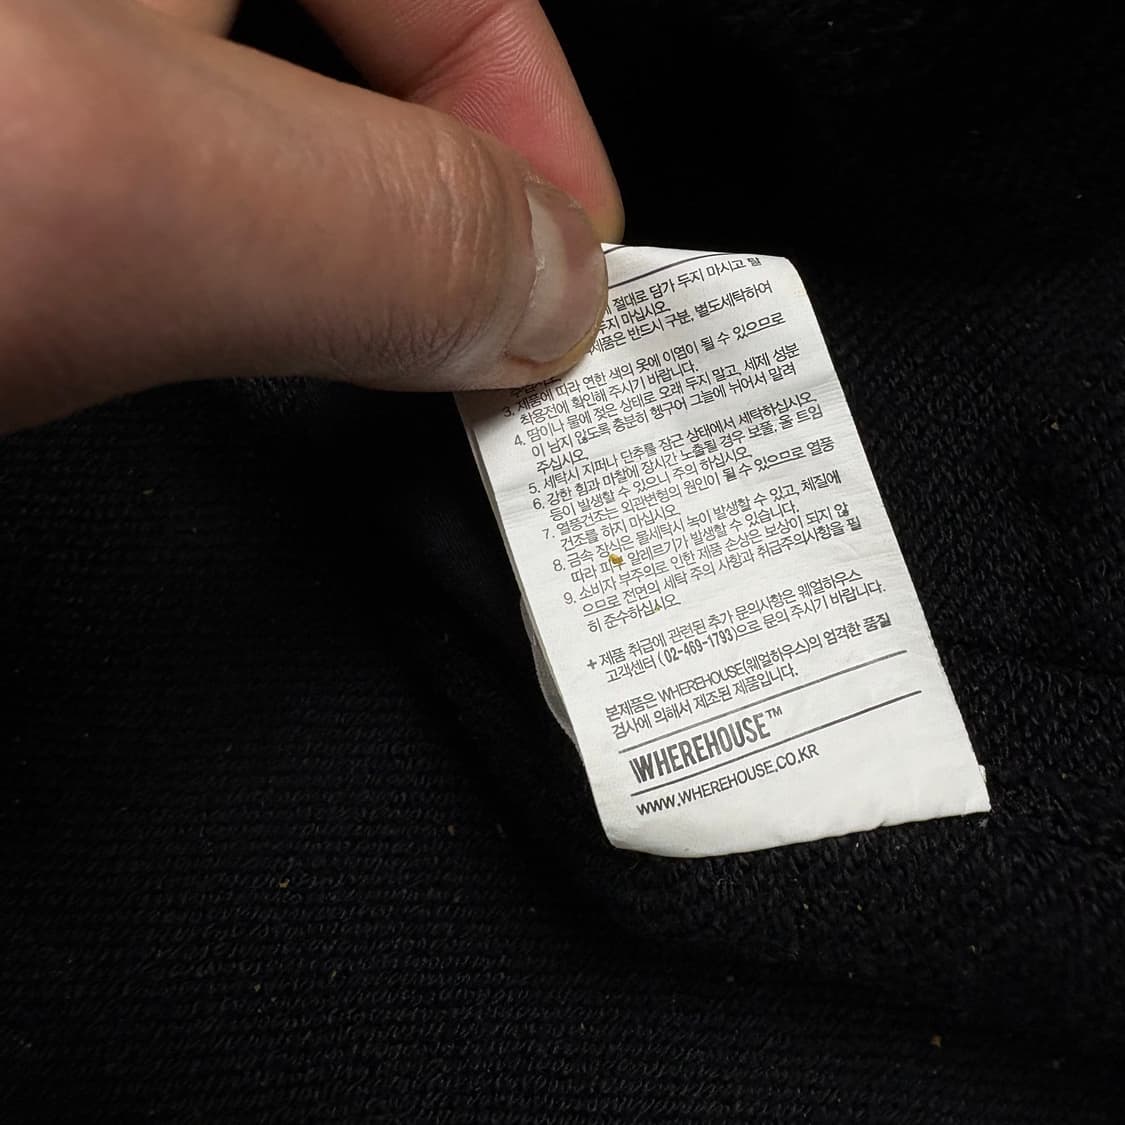 절대로 담가 두지 마시고 털
두지 마십시오.
제품은 반드시 구분, 별도세탁하여
3. 제품에 따라 연한 색의 옷에 이염이 될 수 있으므로
착용전에 확인해 주시기 바랍니다.
4. 땀이나 물에 젖은 상태로 오래 두지 말고, 세제 성분
이 남지 않도록 충분히 헹구어 그늘에 뉘어서 말려
주십시오.
5. 세탁시 지퍼나 단추를 잠근 상태에서 세탁하십시오.
6. 강한 힘과 마찰에 장시간 노출될 경우 보풀, 올 트임
등이 발생할 수 있으니 주의 하십시오.
7. 열풍건조는 외관변형의 원인이 될 수 있으므로 열풍
건조를 하지 마십시오.
8. 금속 장식은 물세탁시 녹이 발생할 수 있고, 체질에
따라 피부 알레르기가 발생할 수 있습니다.
9. 소비자 부주의로 인한 제품 손상은 보상이 되지 않
으므로 전면의 세탁 주의 사항과 취급주의사항을 필
히 준수하십시오.
+ 제품 취급에 관련된 추가 문의사항은 웨얼하우스
고객센터 ( 02-469-1793)으로 문의 주시기 바랍니다.
본제품은 WHEREHOUSE(웨얼하우스)의 엄격한 품질
검사에 의해서 제조된 제품입니다.
WHEREHOUSE™
WWW.WHEREHOUSE.CO.KR